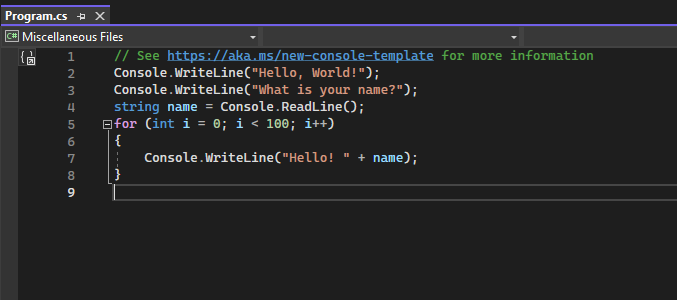 Program.cs
C# Miscellaneous Files
1 // See https://aka.ms/new-console-template for more information
2 Console.WriteLine("Hello, World!");
3 Console.WriteLine("What is your name?");
4 string name = Console.ReadLine();
5 for (int i = 0; i < 100; i++)
6 {
7     Console.WriteLine("Hello! " + name);
8 }
9